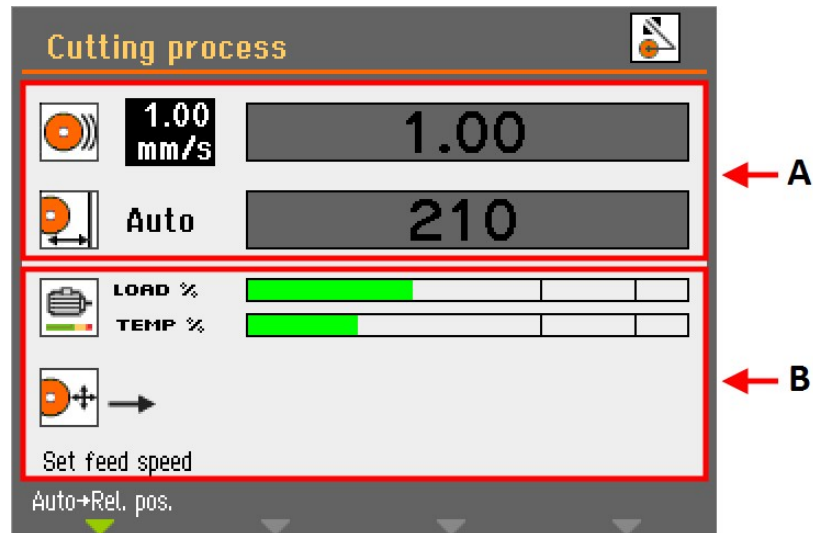 Cutting process
1.00
mm/s
1.00
A
Auto
210
LOAD %
TEMP %
B
Set feed speed
Auto→Rel. pos.